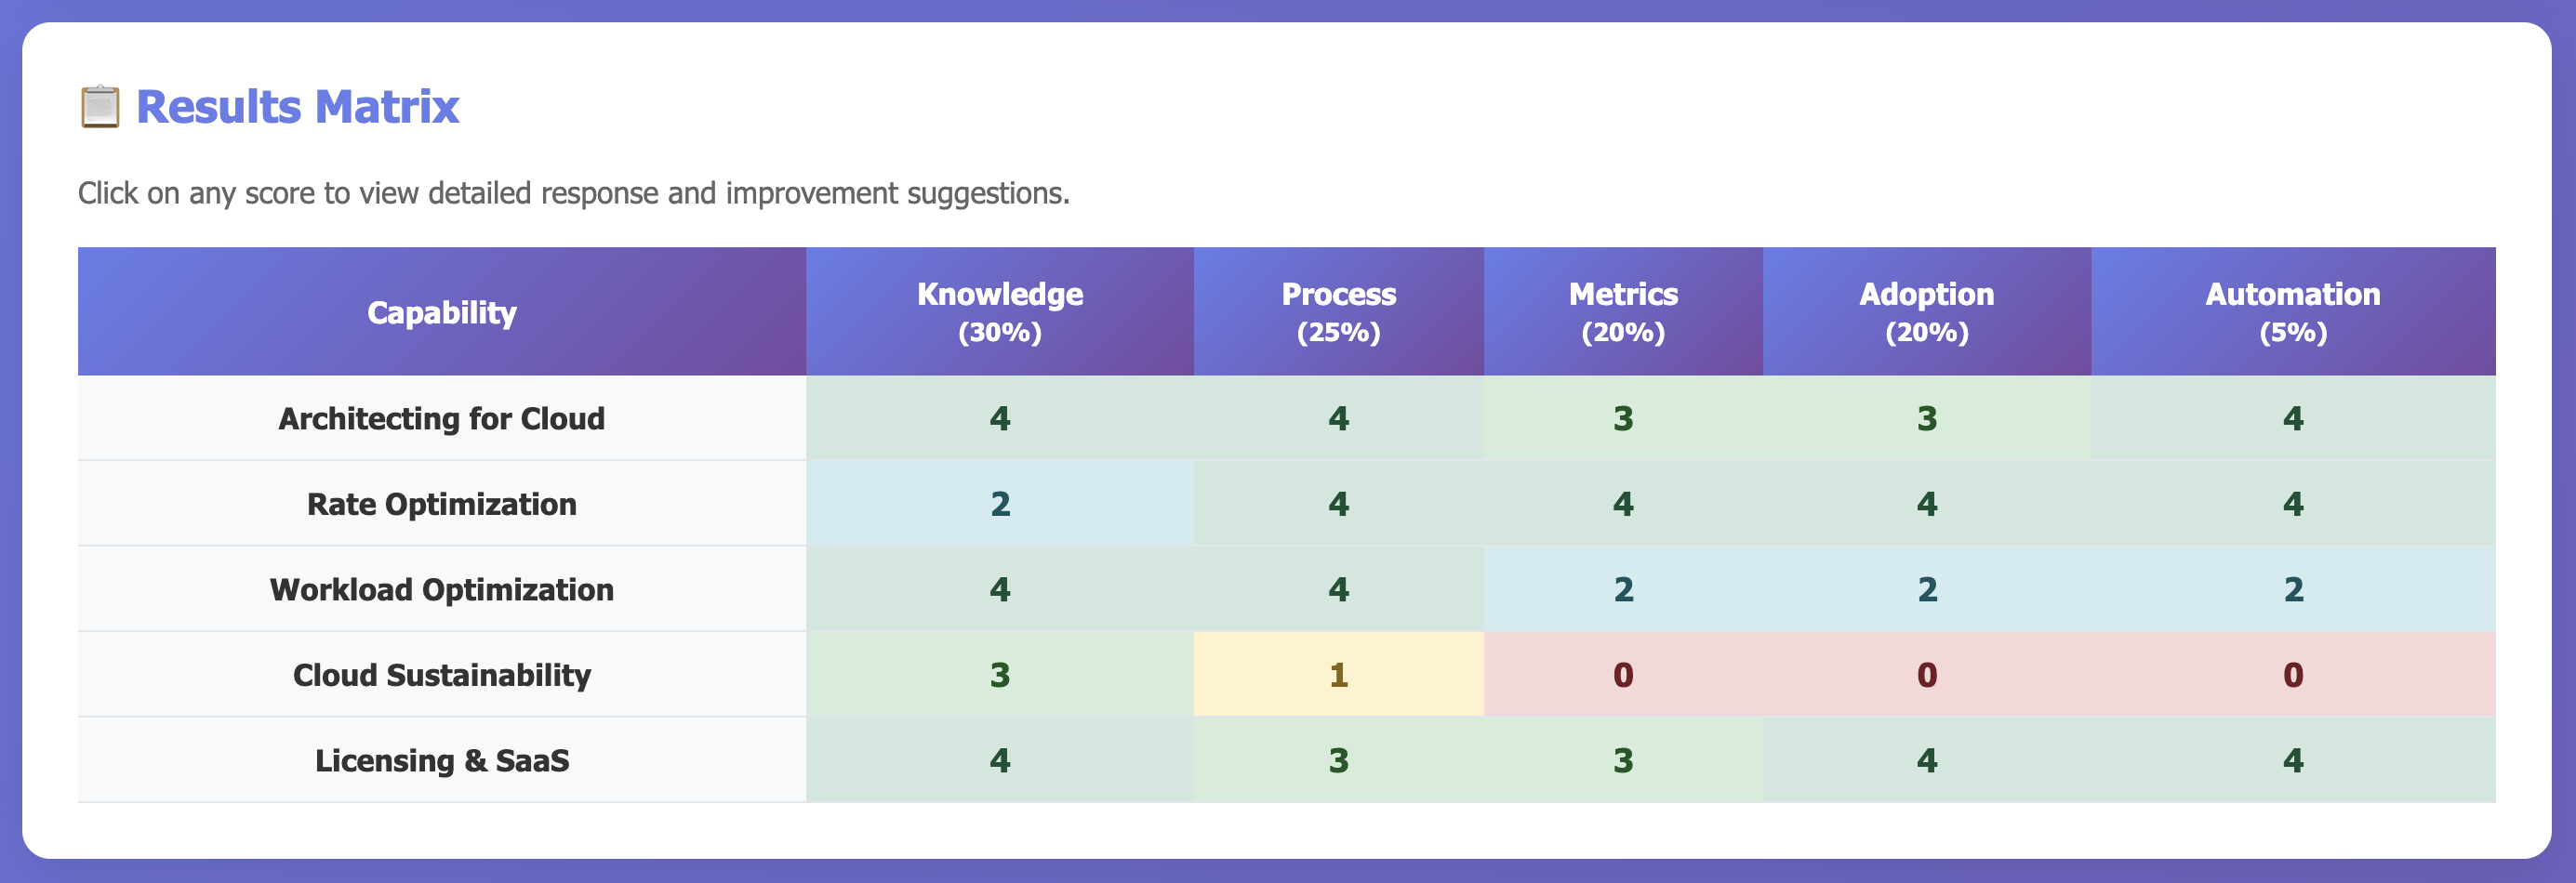 📋 Results Matrix
Click on any score to view detailed response and improvement suggestions.
Capability Knowledge (30%) Process (25%) Metrics (20%) Adoption (20%) Automation (5%)
Architecting for Cloud 4 4 3 3 4
Rate Optimization 2 4 4 4 4
Workload Optimization 4 4 2 2 2
Cloud Sustainability 3 1 0 0 0
Licensing & SaaS 4 3 3 4 4